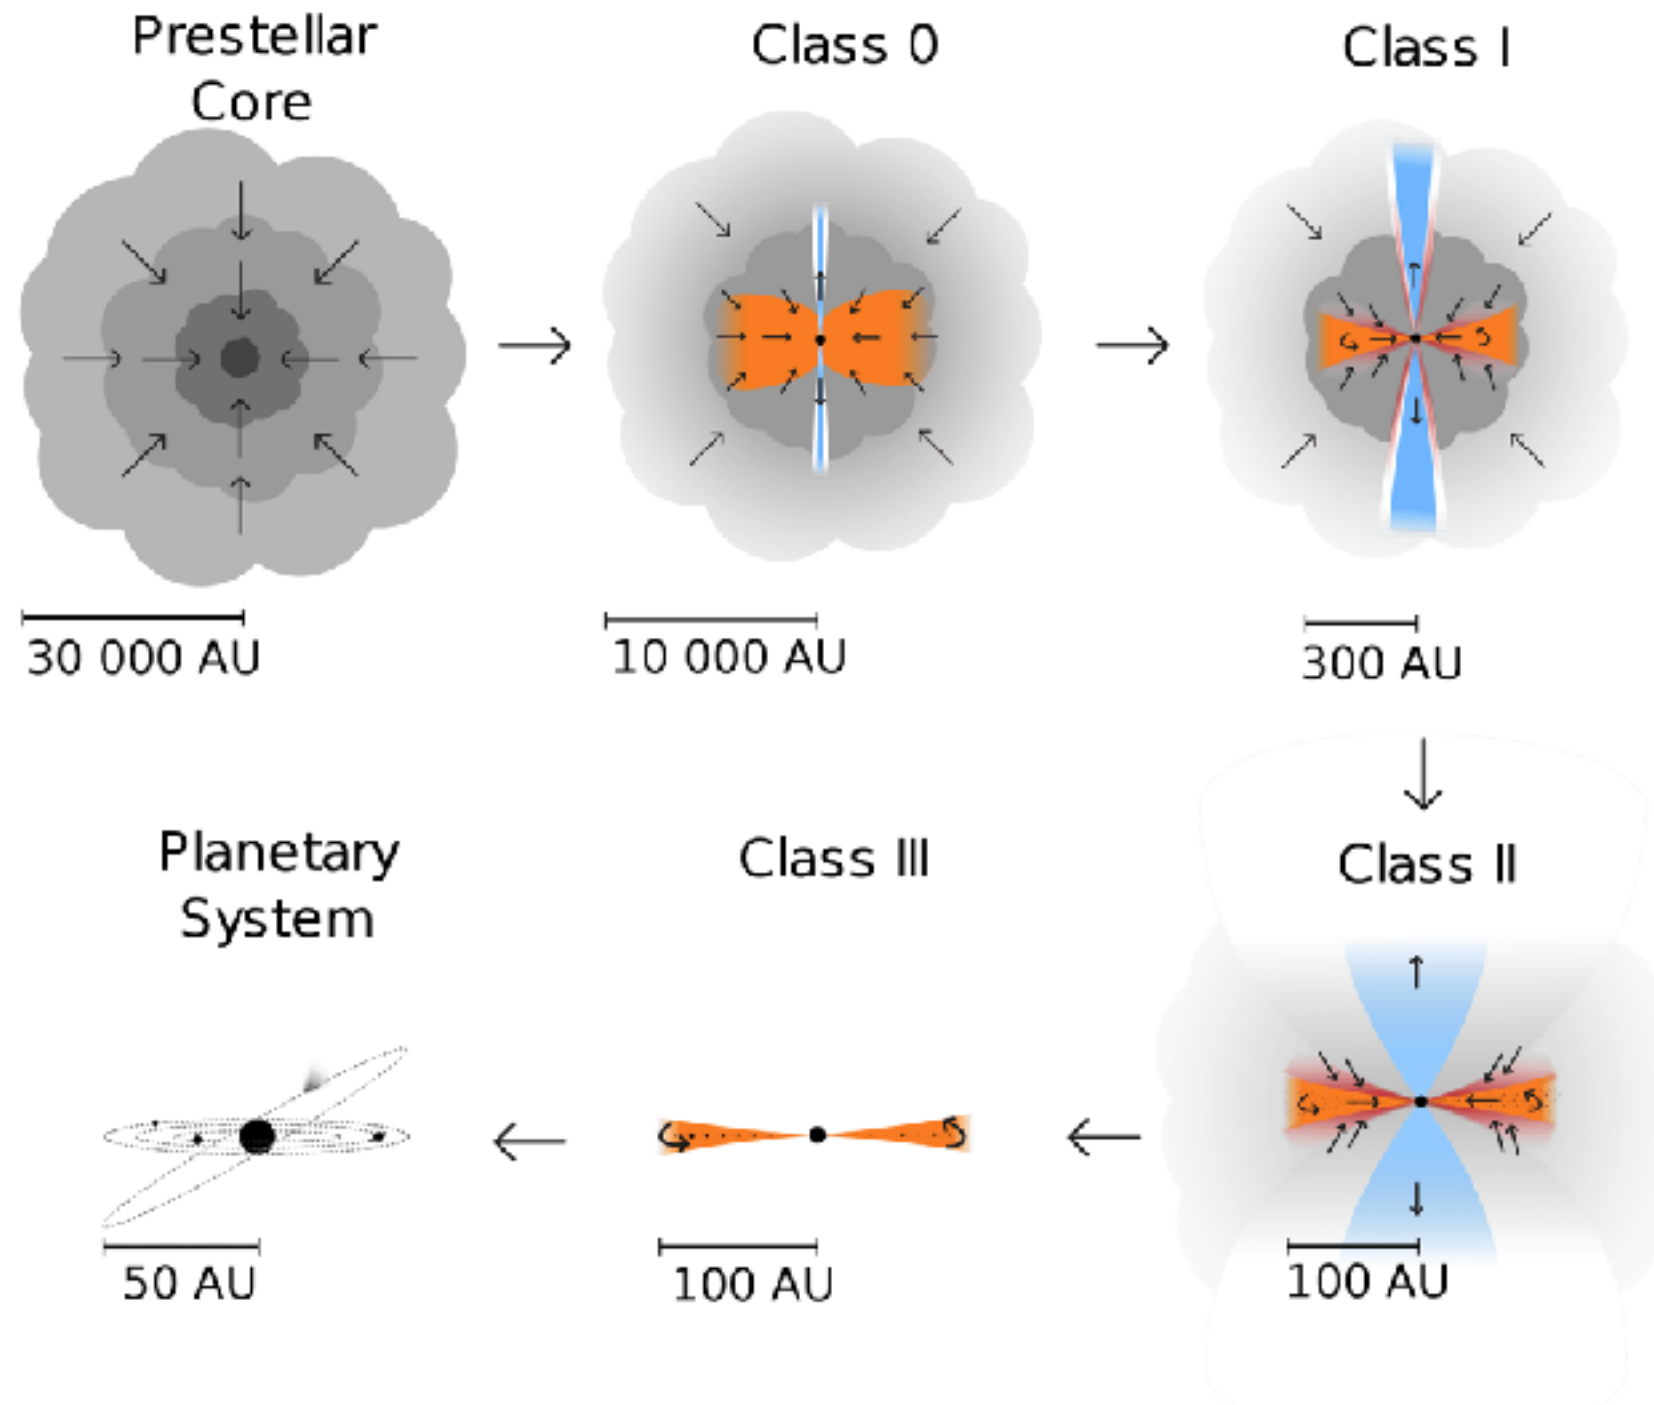 Prestellar
Core
Class 0
Class I
30 000 AU
10 000 AU
300 AU
Planetary
System
Class III
Class II
50 AU
100 AU
100 AU